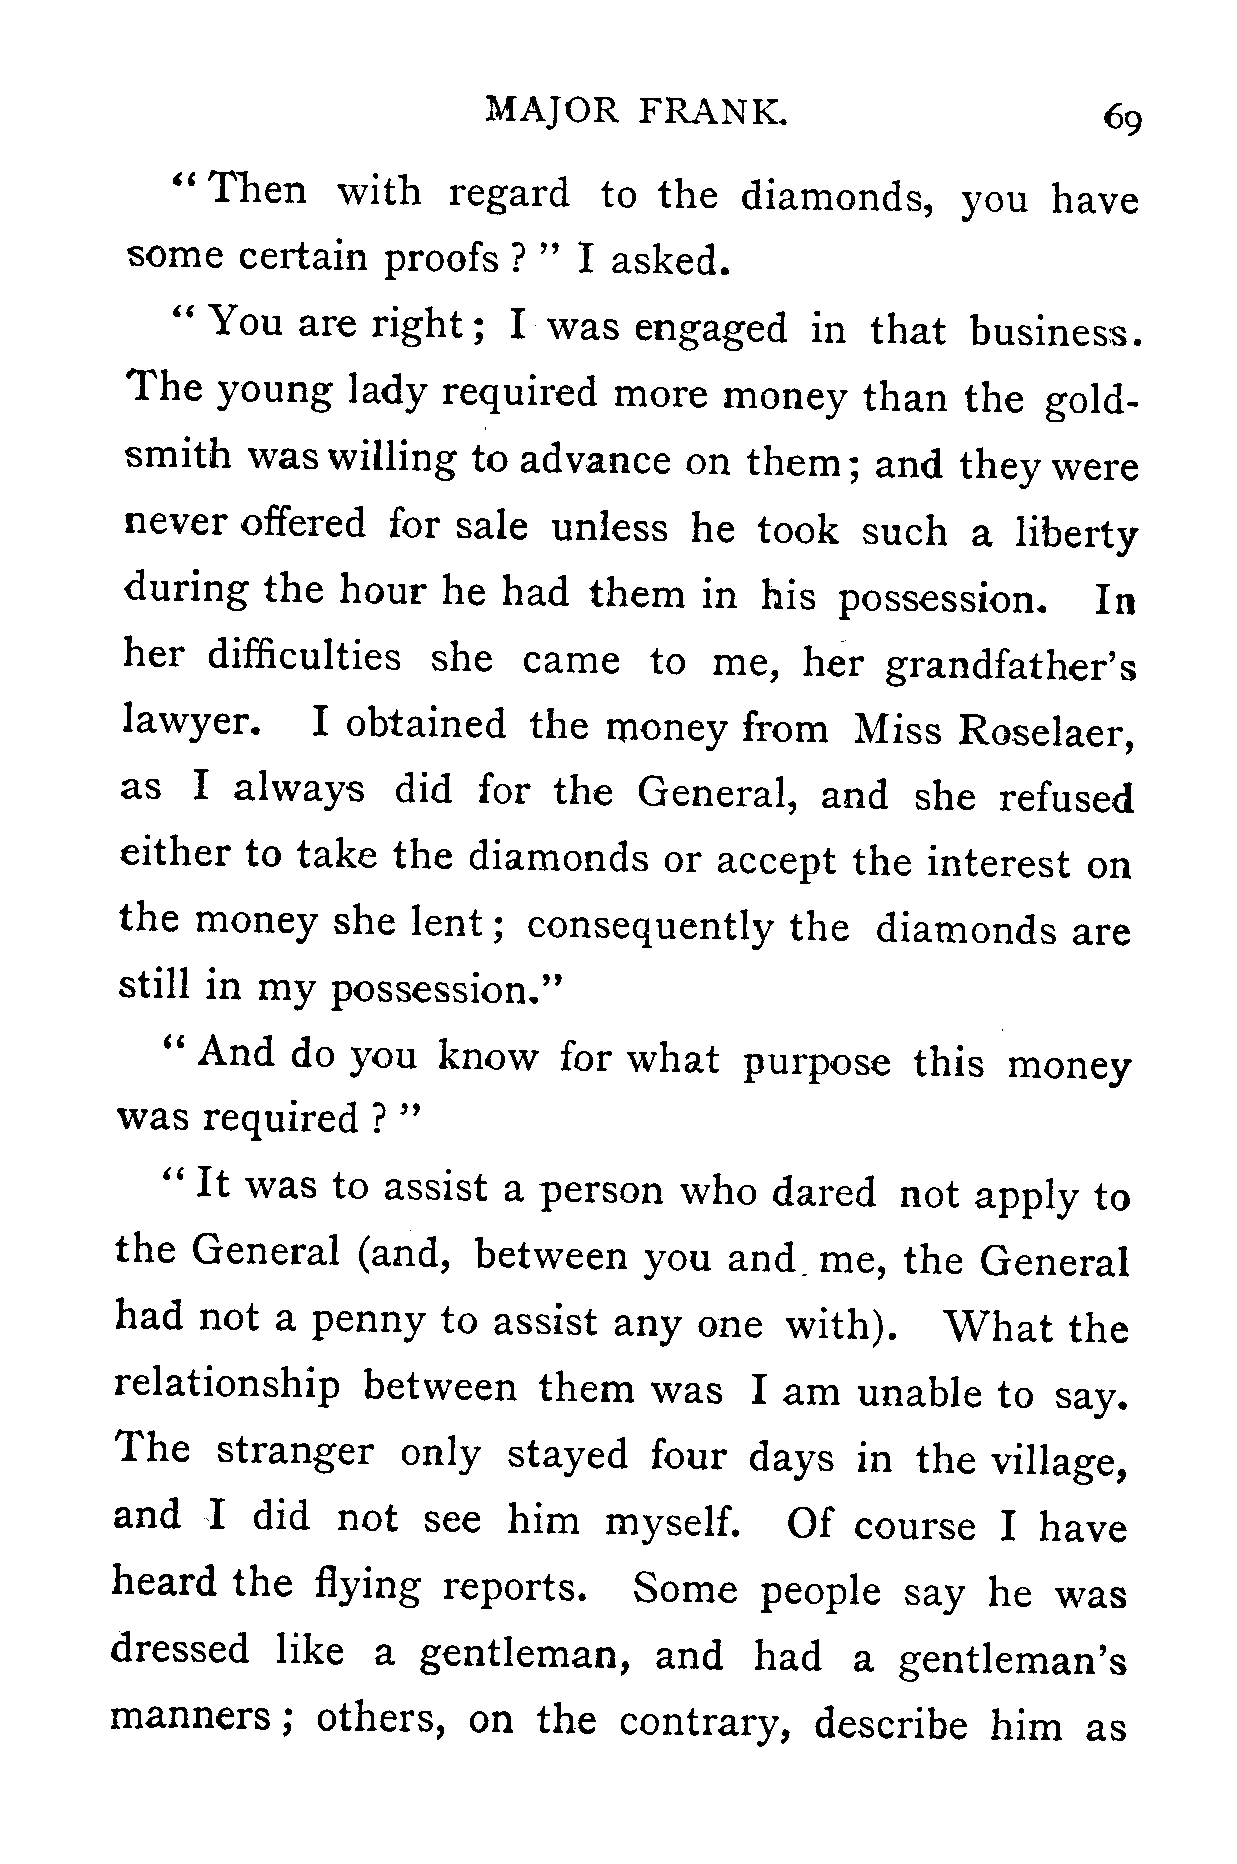 MAJOR FRANK. 69
“ Then with regard to the diamonds, you have
some certain proofs ? ” I asked.
“ You are right ; I was engaged in that business.
The young lady required more money than the gold-
smith was willing to advance on them ; and they were
never offered for sale unless he took such a liberty
during the hour he had them in his possession. In
her difficulties she came to me, her grandfather’s
lawyer. I obtained the money from Miss Roselaer,
as I always did for the General, and she refused
either to take the diamonds or accept the interest on
the money she lent ; consequently the diamonds are
still in my possession.”
“ And do you know for what purpose this money
was required ? ”
“ It was to assist a person who dared not apply to
the General (and, between you and me, the General
had not a penny to assist any one with). What the
relationship between them was I am unable to say.
The stranger only stayed four days in the village,
and I did not see him myself. Of course I have
heard the flying reports. Some people say he was
dressed like a gentleman, and had a gentleman’s
manners ; others, on the contrary, describe him as